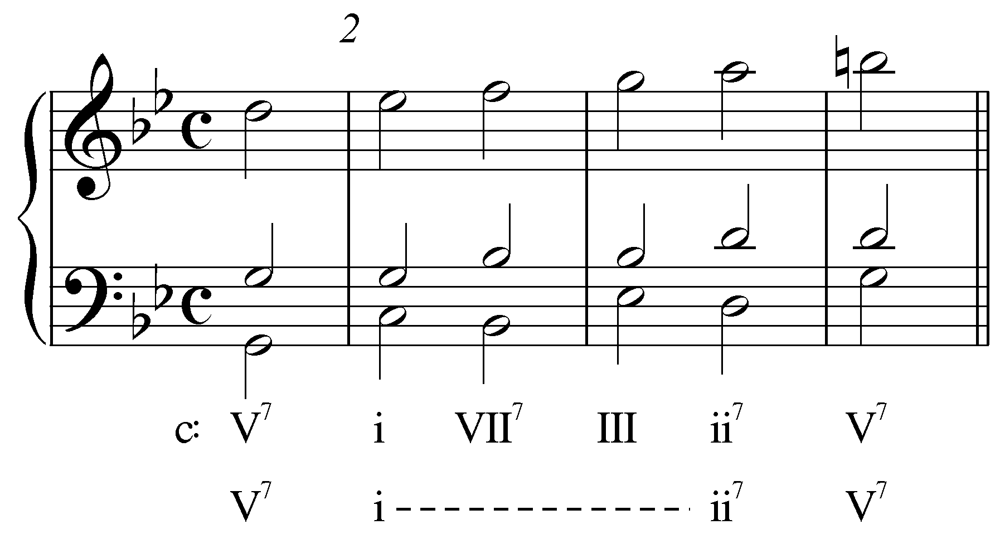 2
c: V⁷ i VII⁷ III ii⁷ V⁷
V⁷ i ii⁷ V⁷